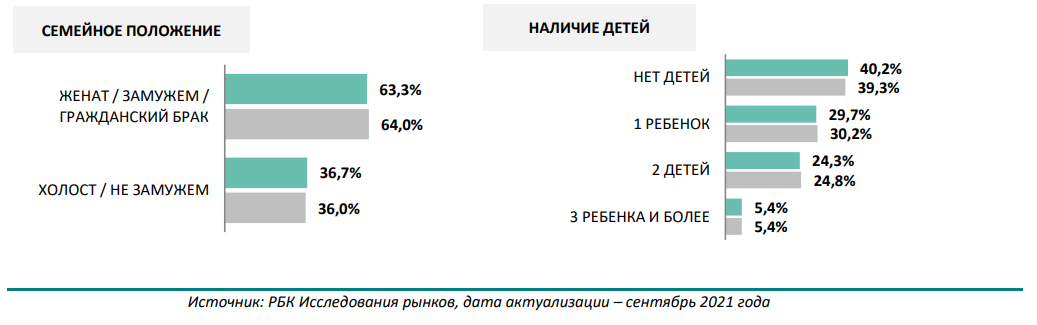 СЕМЕЙНОЕ ПОЛОЖЕНИЕ
ЖЕНАТ / ЗАМУЖЕМ /
ГРАЖДАНСКИЙ БРАК
63,3%
64,0%
ХОЛОСТ / НЕ ЗАМУЖЕМ
36,7%
36,0%
НАЛИЧИЕ ДЕТЕЙ
НЕТ ДЕТЕЙ
40,2%
39,3%
1 РЕБЕНОК
29,7%
30,2%
2 ДЕТЕЙ
24,3%
24,8%
3 РЕБЕНКА И БОЛЕЕ
5,4%
5,4%
Источник: РБК Исследования рынков, дата актуализации – сентябрь 2021 года